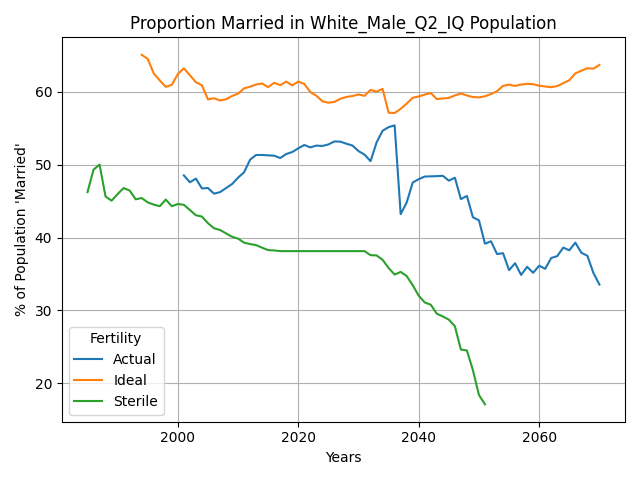 Proportion Married in White_Male_Q2_IQ Population
% of Population 'Married'
60
50
40
30
20
Fertility
Actual
Ideal
Sterile
2000
2020
2040
2060
Years